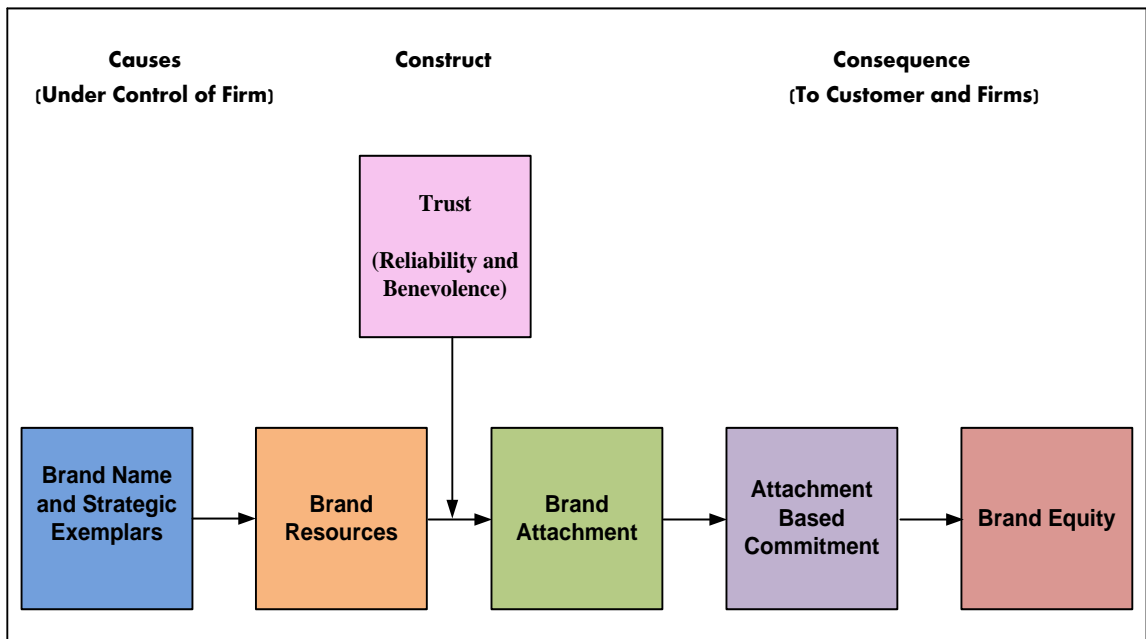 Causes
(Under Control of Firm)
Construct
Consequence
(To Customer and Firms)
Trust
(Reliability and
Benevolence)
Brand Name
and Strategic
Exemplars
Brand
Resources
Brand
Attachment
Attachment
Based
Commitment
Brand Equity